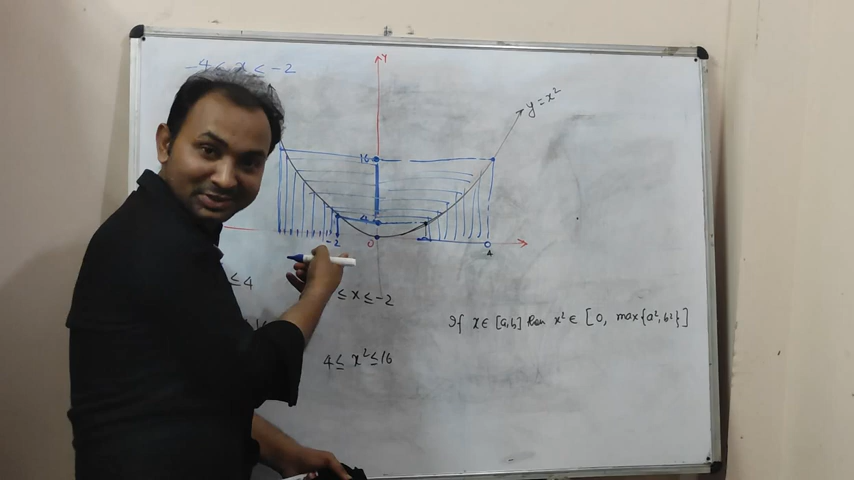 -4 ≤ x ≤ -2
Y
y = x²
16
4
-2
0
4
≤ 4
≤ x ≤ -2
If x ∈ [a,b] then x² ∈ [0, max{a², b²}]
4 ≤ x² ≤ 16